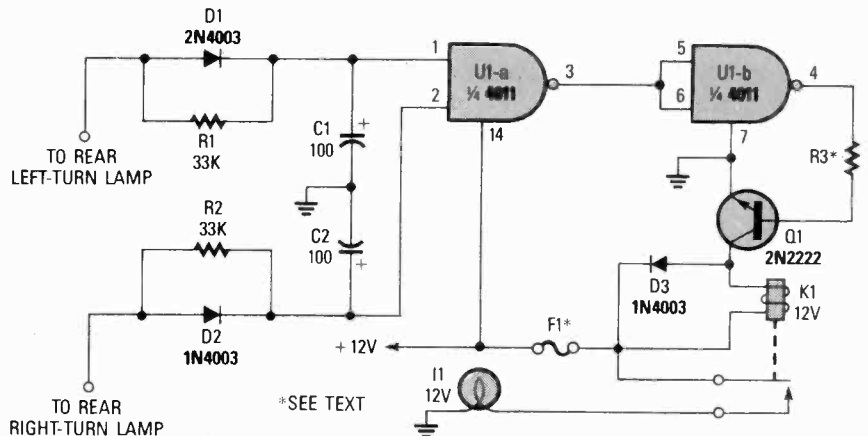 D1
2N4003
R1
33K
TO REAR
LEFT-TURN LAMP
R2
33K
D2
1N4003
TO REAR
RIGHT-TURN LAMP
C1
100
+
C2
100
+
1
2
U1-a
¼ 4011
3
14
5
6
U1-b
¼ 4011
4
7
R3*
Q1
2N2222
D3
1N4003
K1
12V
F1*
+12V
I1
12V
*SEE TEXT